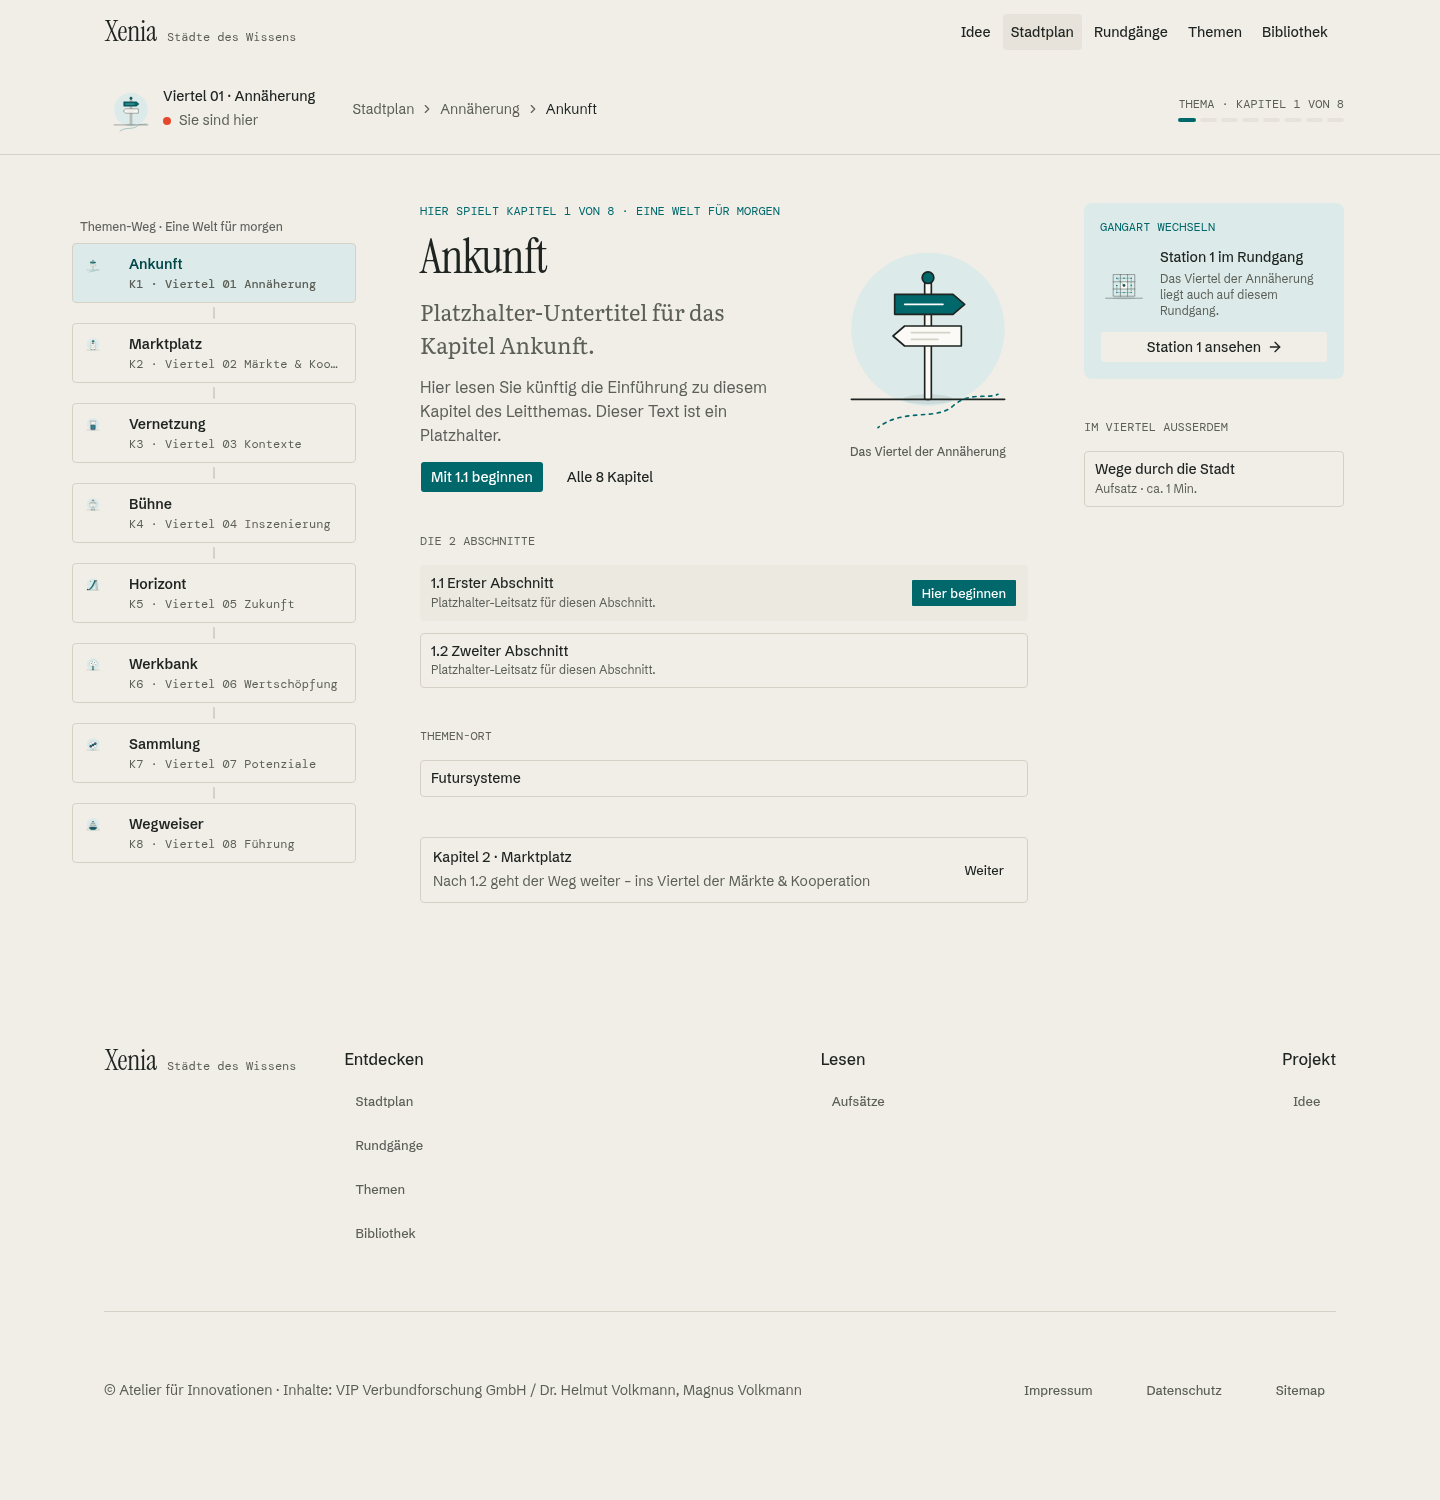 Xenia Städte des Wissens
Idee Stadtplan Rundgänge Themen Bibliothek
Viertel 01 · Annäherung
Sie sind hier
Stadtplan > Annäherung > Ankunft
THEMA · KAPITEL 1 VON 8
Themen-Weg · Eine Welt für morgen
Ankunft
K1 · Viertel 01 Annäherung
Marktplatz
K2 · Viertel 02 Märkte & Koo…
Vernetzung
K3 · Viertel 03 Kontexte
Bühne
K4 · Viertel 04 Inszenierung
Horizont
K5 · Viertel 05 Zukunft
Werkbank
K6 · Viertel 06 Wertschöpfung
Sammlung
K7 · Viertel 07 Potenziale
Wegweiser
K8 · Viertel 08 Führung
HIER SPIELT KAPITEL 1 VON 8 · EINE WELT FÜR MORGEN
Ankunft
Platzhalter-Untertitel für das
Kapitel Ankunft.
Hier lesen Sie künftig die Einführung zu diesem
Kapitel des Leitthemas. Dieser Text ist ein
Platzhalter.
Mit 1.1 beginnen
Alle 8 Kapitel
Das Viertel der Annäherung
DIE 2 ABSCHNITTE
1.1 Erster Abschnitt
Platzhalter-Leitsatz für diesen Abschnitt.
Hier beginnen
1.2 Zweiter Abschnitt
Platzhalter-Leitsatz für diesen Abschnitt.
THEMEN-ORT
Futursysteme
Kapitel 2 · Marktplatz
Nach 1.2 geht der Weg weiter – ins Viertel der Märkte & Kooperation
Weiter
GANGART WECHSELN
Station 1 im Rundgang
Das Viertel der Annäherung
liegt auch auf diesem
Rundgang.
Station 1 ansehen →
IM VIERTEL AUSSERDEM
Wege durch die Stadt
Aufsatz · ca. 1 Min.
Xenia Städte des Wissens
Entdecken
Stadtplan
Rundgänge
Themen
Bibliothek
Lesen
Aufsätze
Projekt
Idee
© Atelier für Innovationen · Inhalte: VIP Verbundforschung GmbH / Dr. Helmut Volkmann, Magnus Volkmann
Impressum Datenschutz Sitemap